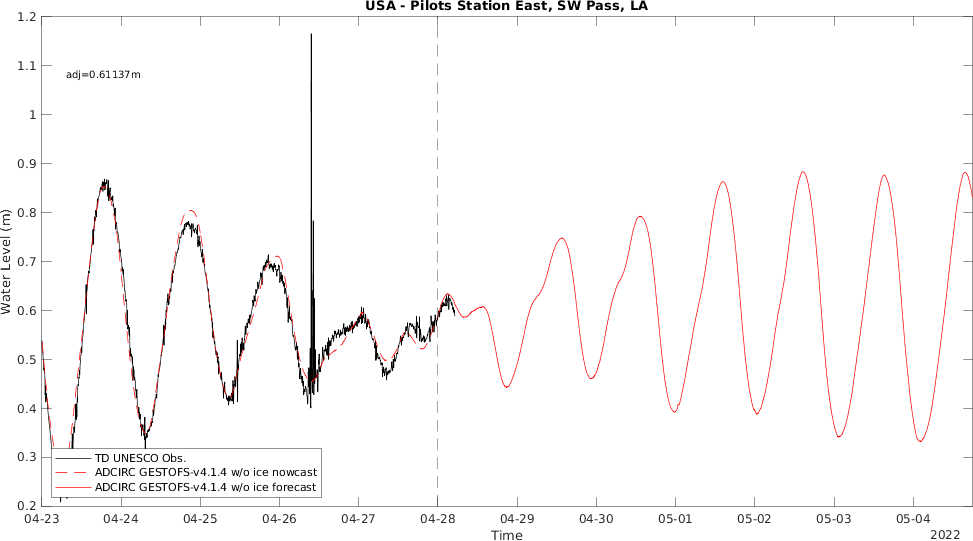 USA - Pilots Station East, SW Pass, LA
1.2
1.1
1
0.9
0.8
0.7
0.6
0.5
0.4
0.3
0.2
Water Level (m)
adj=0.61137m
TD UNESCO Obs.
ADCIRC GESTOFS-v4.1.4 w/o ice nowcast
ADCIRC GESTOFS-v4.1.4 w/o ice forecast
04-23 04-24 04-25 04-26 04-27 04-28 04-29 04-30 05-01 05-02 05-03 05-04
Time
2022